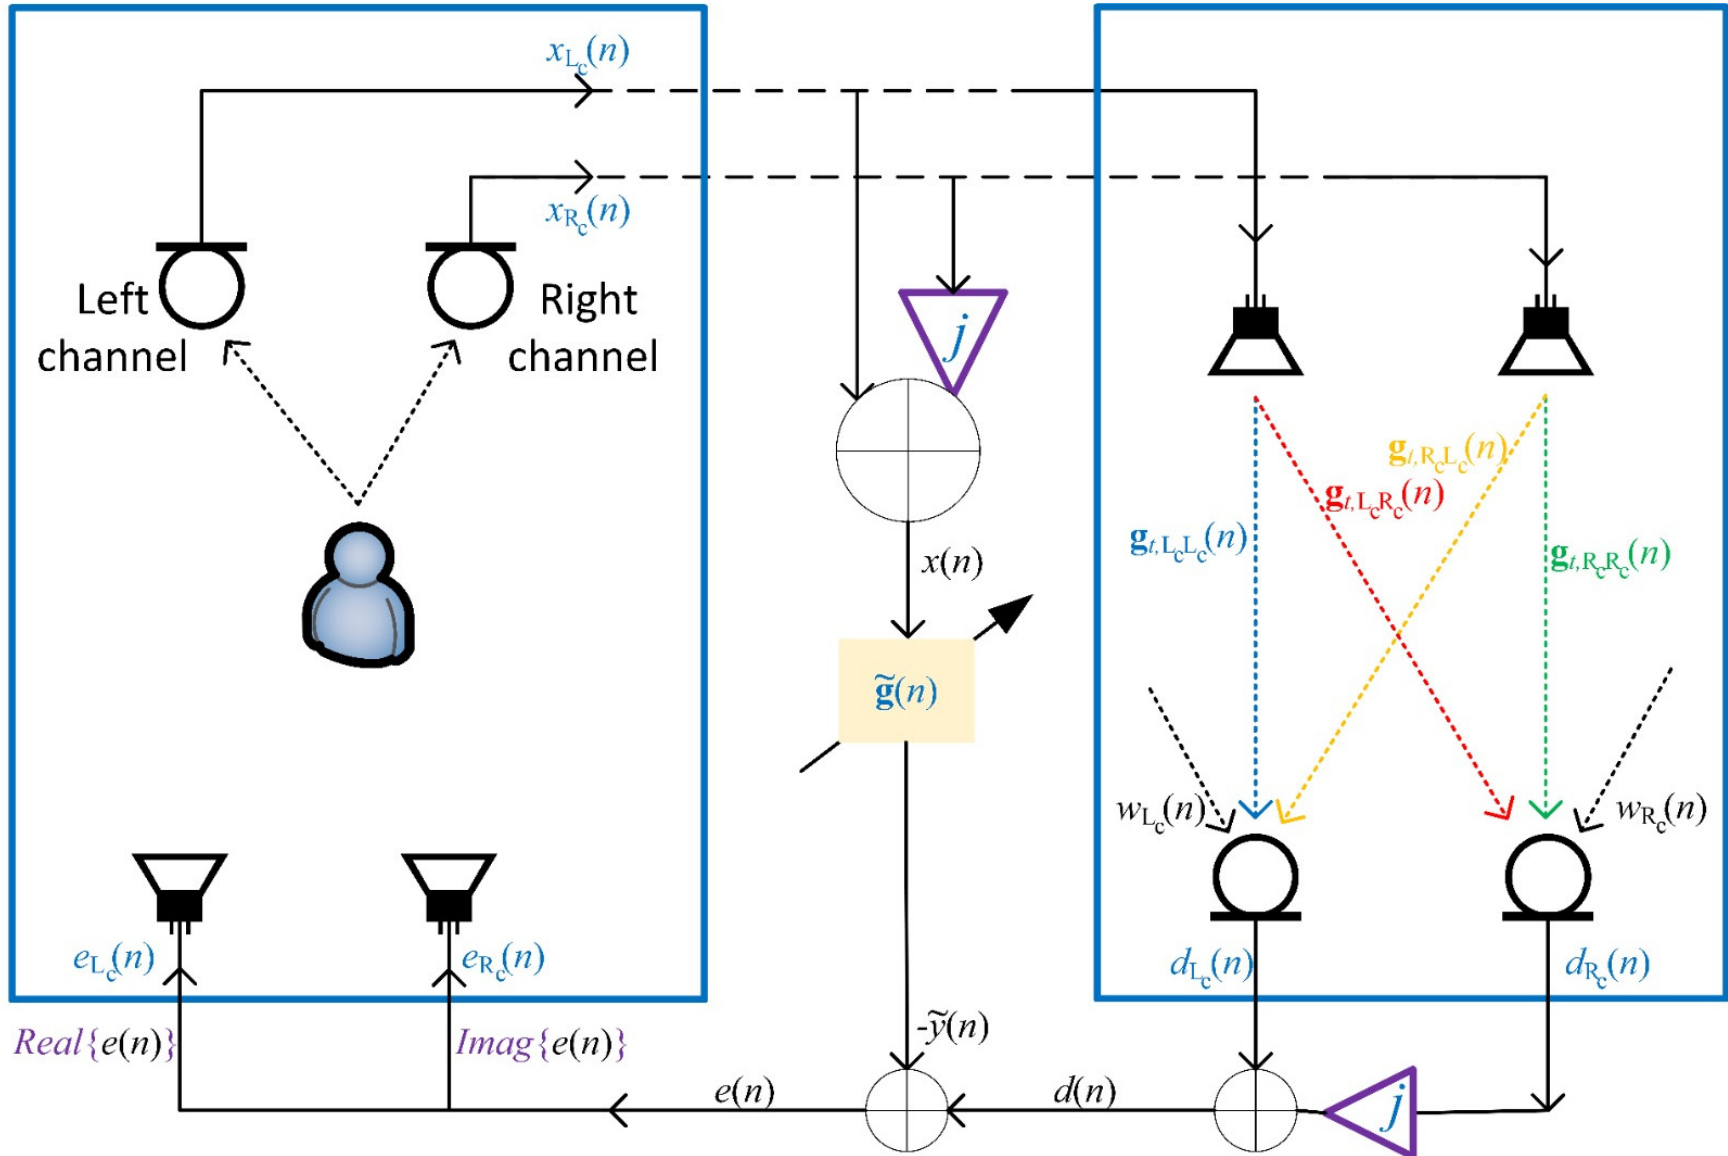 x_{L_c}(n)
x_{R_c}(n)
Left
channel
Right
channel
j
g_{t,R_cL_c}(n)
g_{t,L_cR_c}(n)
g_{t,L_cL_c}(n)
g_{t,R_cR_c}(n)
x(n)
g̃(n)
w_{L_c}(n)
w_{R_c}(n)
e_{L_c}(n)
e_{R_c}(n)
d_{L_c}(n)
d_{R_c}(n)
Real{e(n)}
Imag{e(n)}
-ỹ(n)
e(n)
d(n)
j